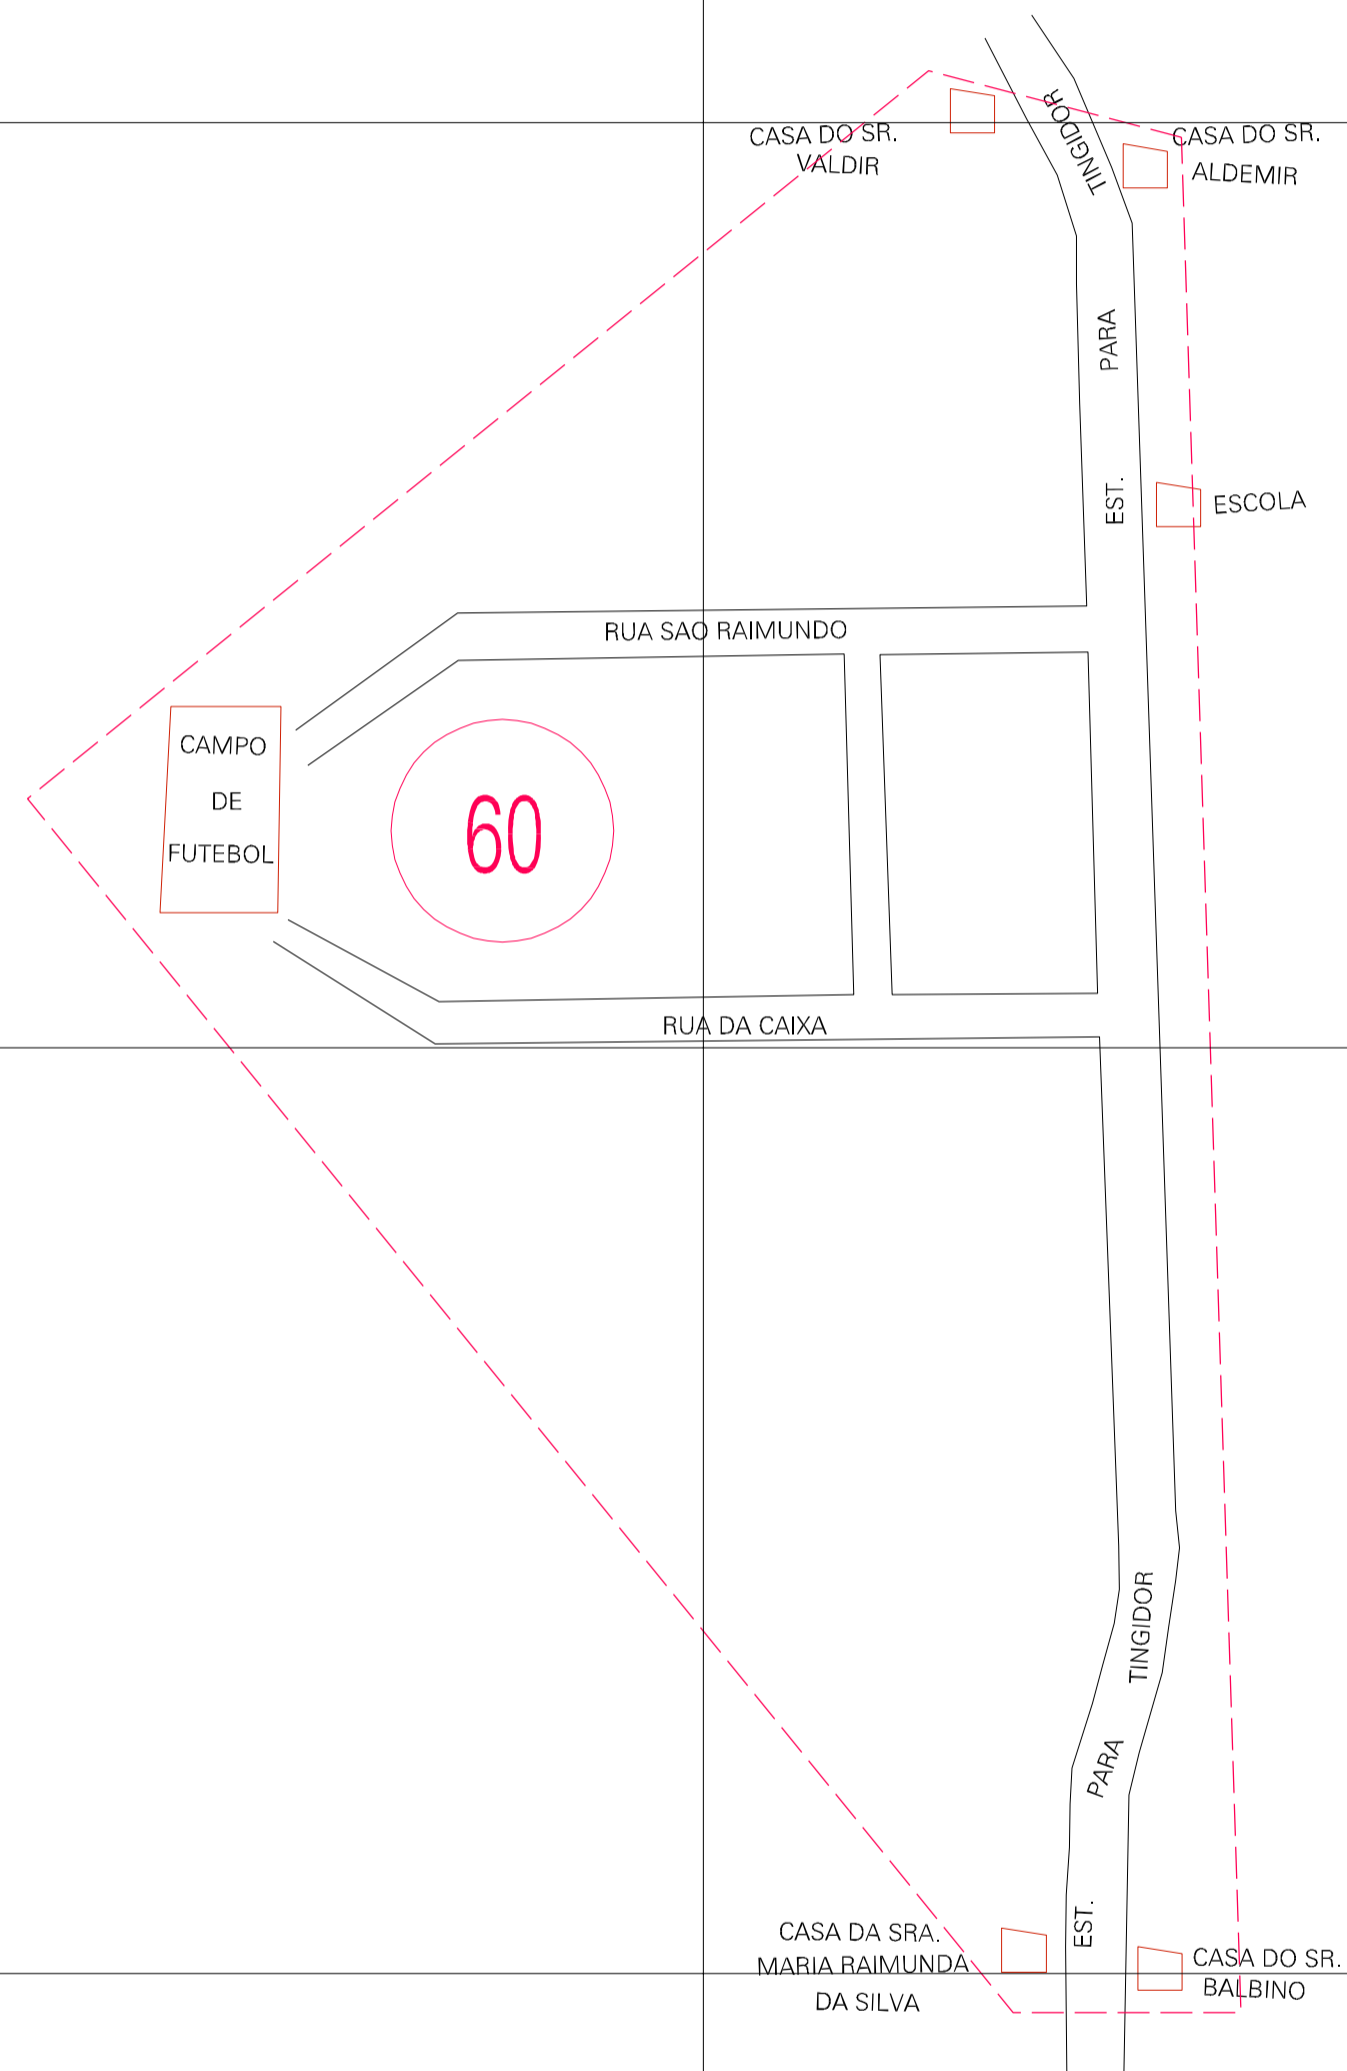 CASA DO SR.
VALDIR
TINGIDOR
CASA DO SR.
ALDEMIR
PARA
EST.
ESCOLA
RUA SAO RAIMUNDO
CAMPO
DE
FUTEBOL
60
RUA DA CAIXA
TINGIDOR
PARA
EST.
CASA DA SRA.
MARIA RAIMUNDA
DA SILVA
CASA DO SR.
BALBINO